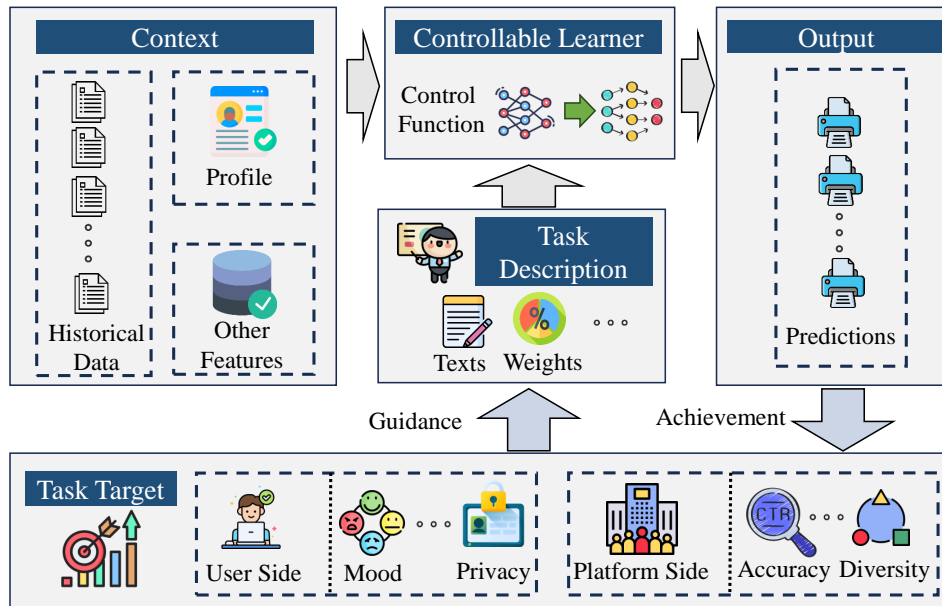 Context
Historical
Data
Profile
Other
Features
Controllable Learner
Control
Function
Task
Description
Texts
Weights
Output
Predictions
Guidance
Achievement
Task Target
User Side
Mood
Privacy
Platform Side
CTR
Accuracy
Diversity